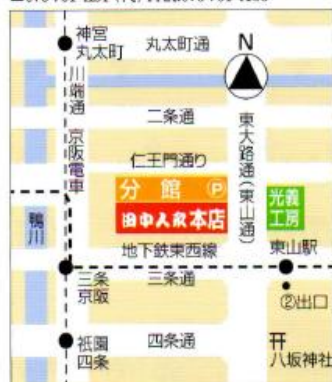 神宮
丸太町
丸太町通
N
川端通
京阪電車
二条通
東大路通(東山通)
仁王門通り
分館 P
田中人形本店
光義
工房
鴨川
地下鉄東西線
東山駅
三条
京阪
三条通
②出口
祇園
四条
四条通
八坂神社